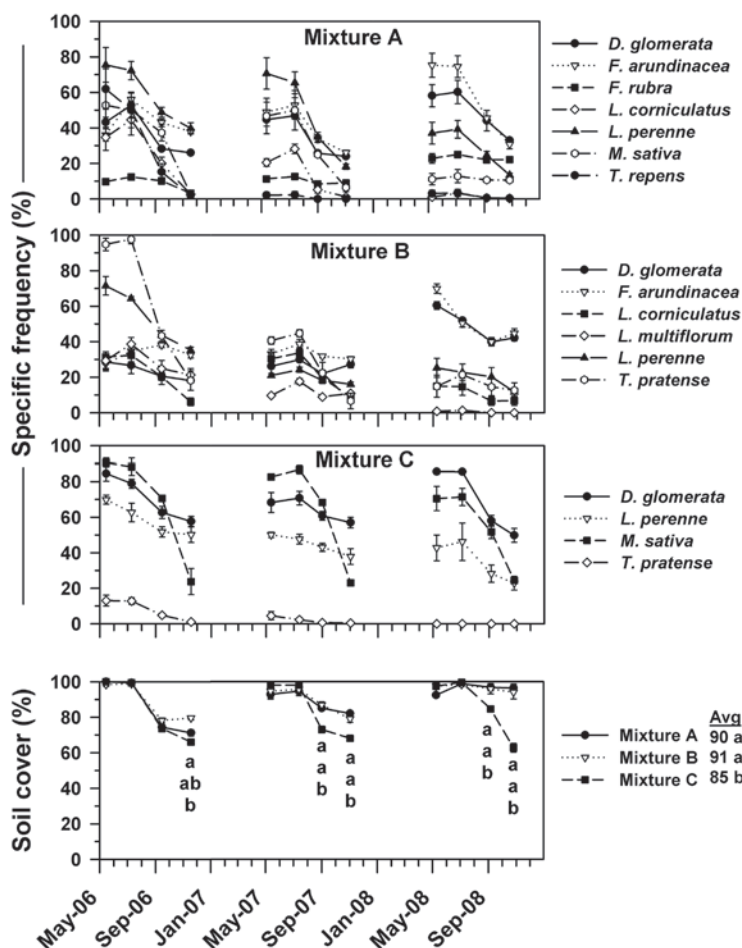 Specific frequency (%)
Mixture A
100
80
60
40
20
0
D. glomerata
F. arundinacea
F. rubra
L. corniculatus
L. perenne
M. sativa
T. repens
Mixture B
100
80
60
40
20
0
D. glomerata
F. arundinacea
L. corniculatus
L. multiflorum
L. perenne
T. pratense
Mixture C
100
80
60
40
20
0
D. glomerata
L. perenne
M. sativa
T. pratense
Soil cover (%)
100
80
60
40
20
0
a
ab
b
a
a
b
a
a
b
a
a
b
a
a
b
Avg
Mixture A 90 a
Mixture B 91 a
Mixture C 85 b
May-06
Sep-06
Jan-07
May-07
Sep-07
Jan-08
May-08
Sep-08